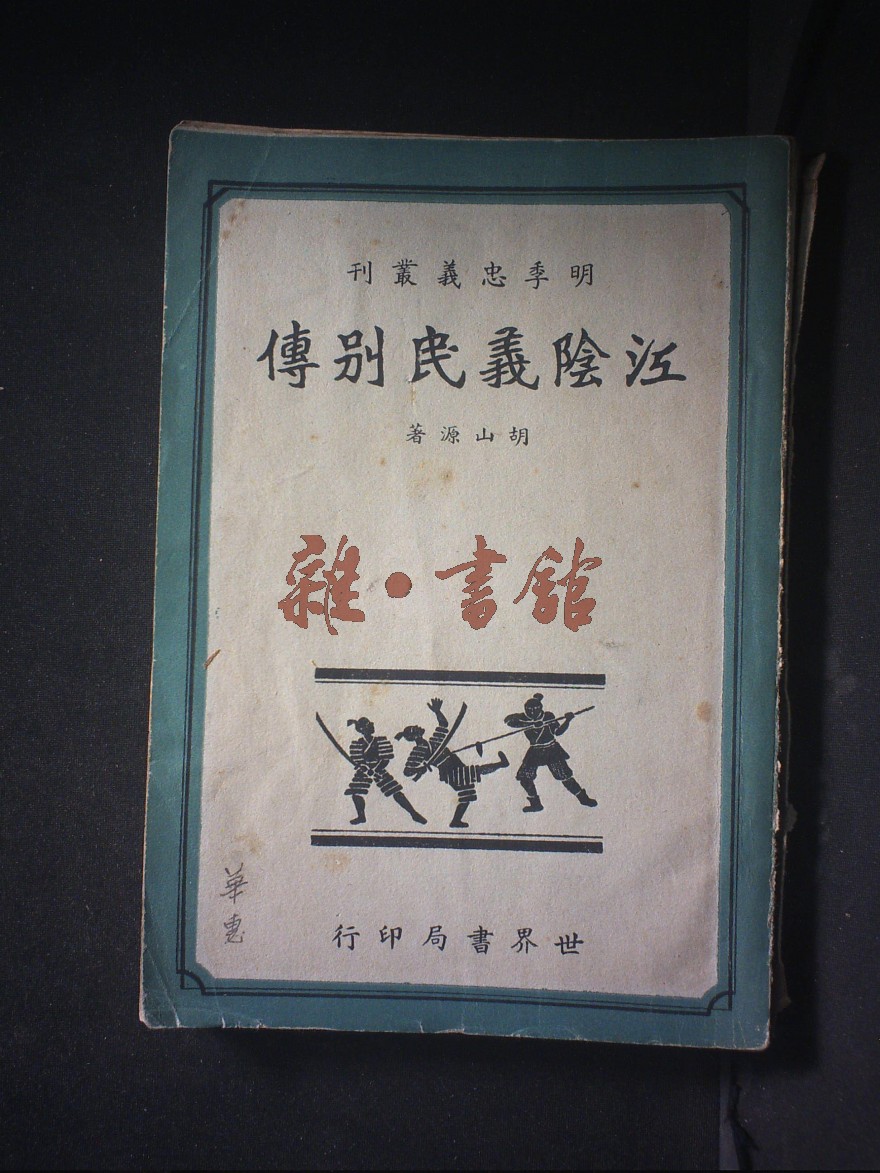 明季忠義叢刊
江陰義民別傳
胡山源著
雜·書館
世界書局印行
華惠